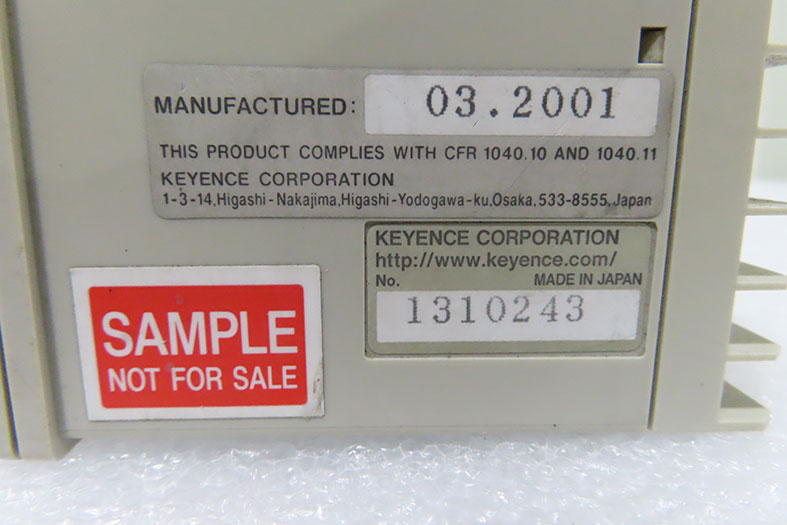 MANUFACTURED: 03.2001
THIS PRODUCT COMPLIES WITH CFR 1040.10 AND 1040.11
KEYENCE CORPORATION
1-3-14,Higashi-Nakajima,Higashi-Yodogawa-ku,Osaka,533-8555,Japan
KEYENCE CORPORATION
http://www.keyence.com/
No. MADE IN JAPAN
1310243
SAMPLE
NOT FOR SALE